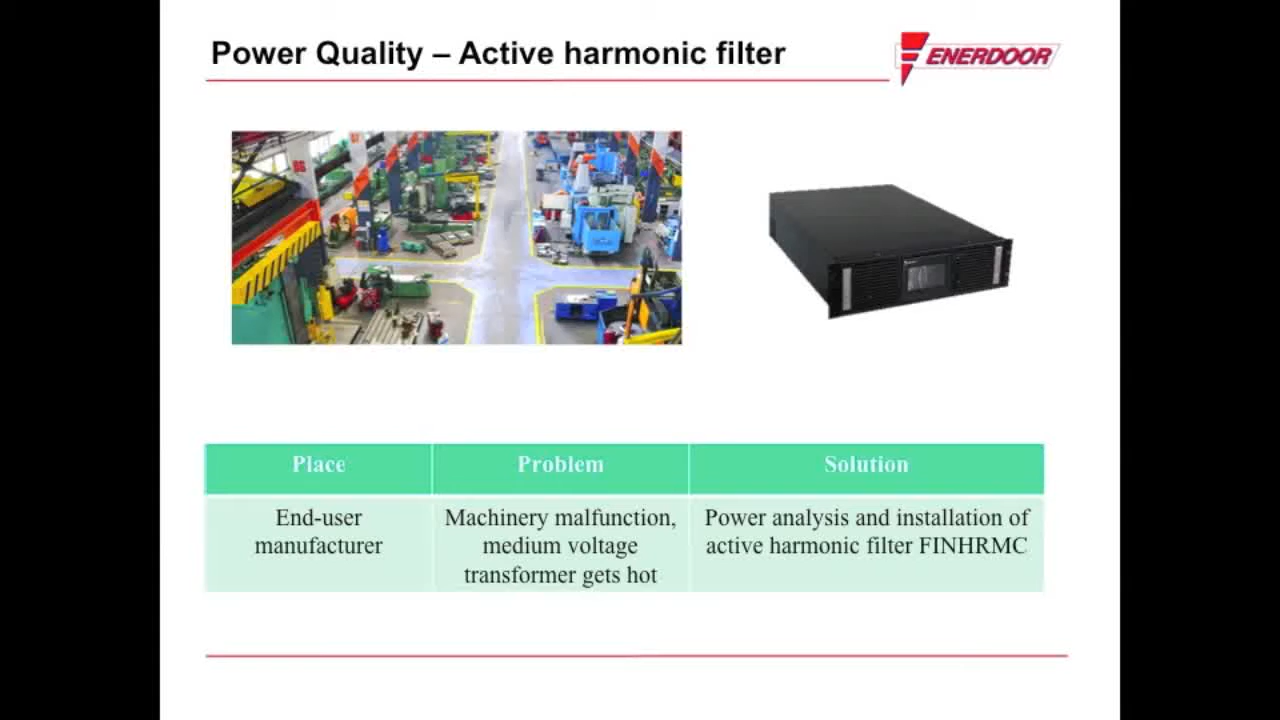 Power Quality – Active harmonic filter
ENERDOOR
Place
Problem
Solution
End-user
manufacturer
Machinery malfunction,
medium voltage
transformer gets hot
Power analysis and installation of
active harmonic filter FINHRMC